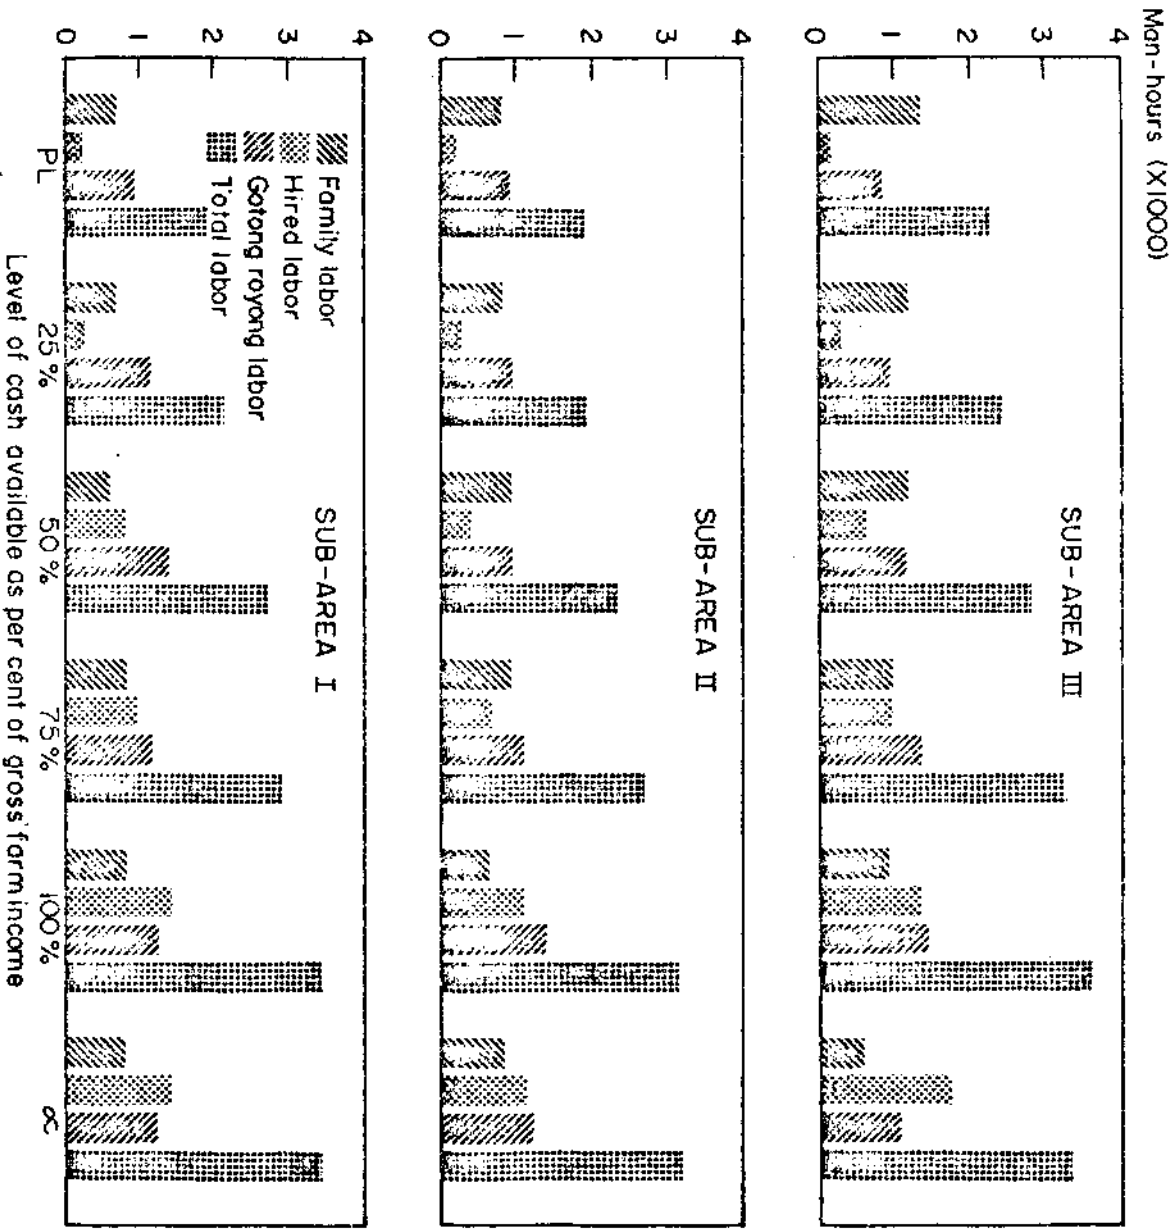 Man-hours (X1000)
4
3
2
1
0
SUB-AREA III
4
3
2
1
0
SUB-AREA II
4
3
2
1
0
SUB-AREA I
Family labor
Hired labor
Gotong royong labor
Total labor
PL 25% 50% 75% 100% ∝
Level of cash available as per cent of gross farm income